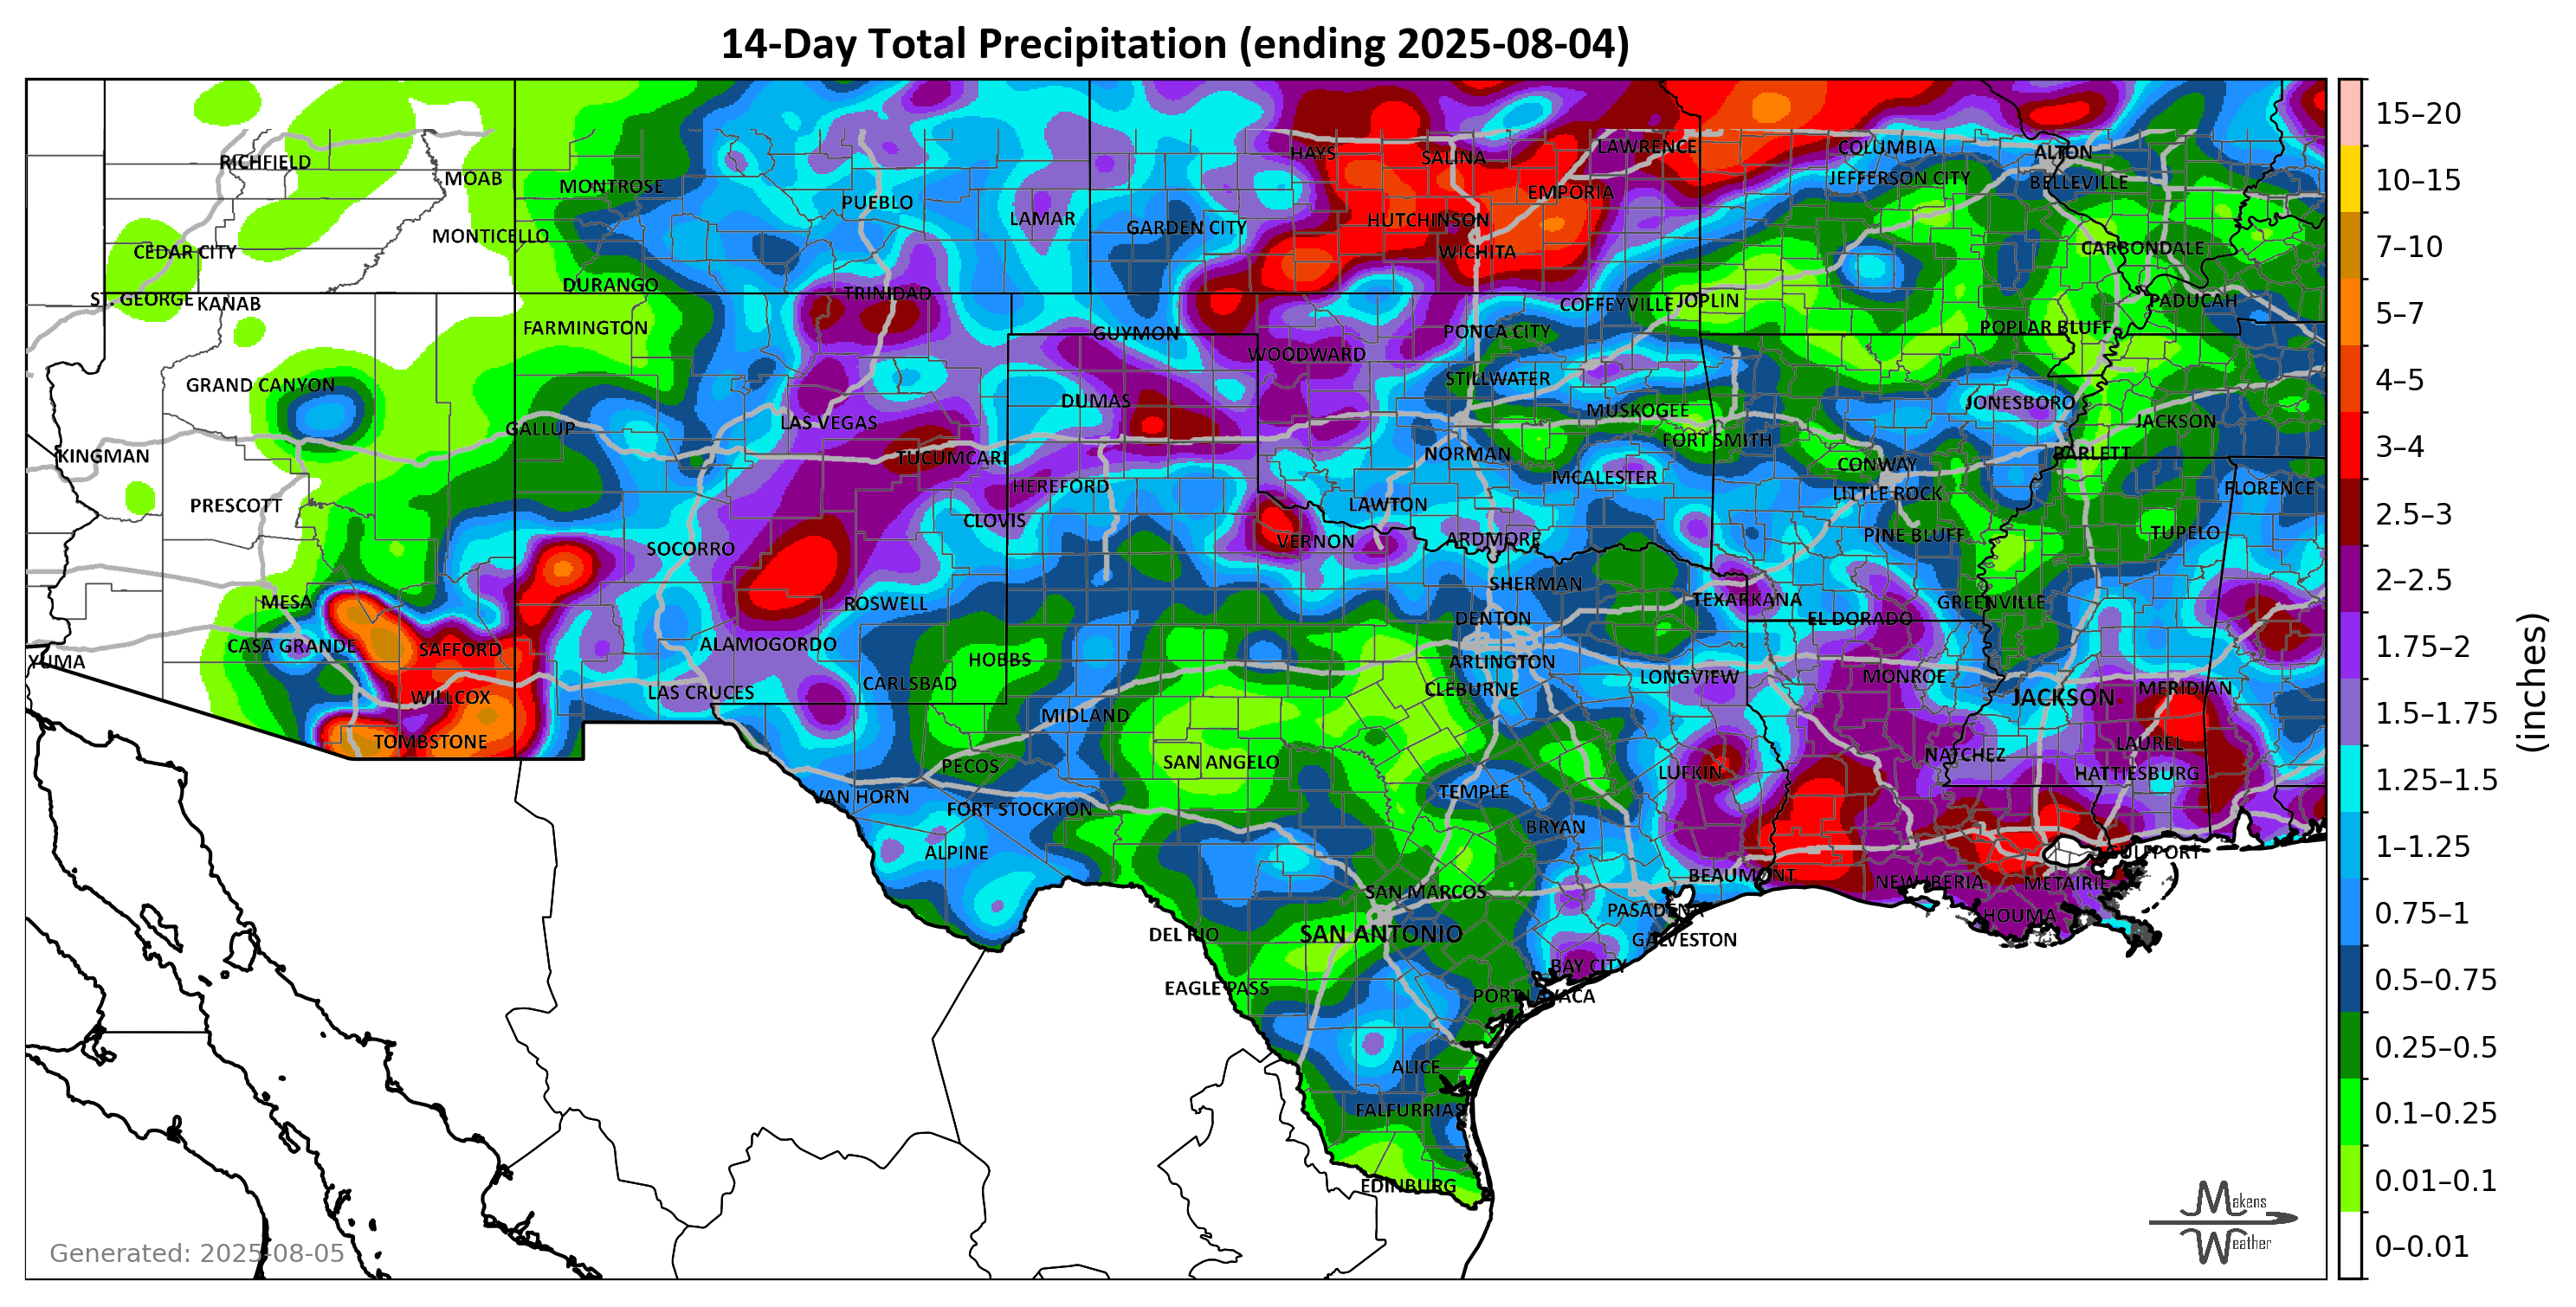 14-Day Total Precipitation (ending 2025-08-04)
HAYS
SALINA
LAWRENCE
COLUMBIA
ALTON
RICHFIELD
MOAB
MONTROSE
EMPORIA
JEFFERSON CITY
BELLEVILLE
PUEBLO
LAMAR
GARDEN CITY
HUTCHINSON
MONTICELLO
CEDAR CITY
WICHITA
CARBONDALE
DURANGO
TRINIDAD
ST. GEORGE
KANAB
COFFEYVILLE
JOPLIN
PADUCAH
FARMINGTON
GUYMON
PONCA CITY
POPLAR BLUFF
WOODWARD
GRAND CANYON
STILLWATER
DUMAS
MUSKOGEE
JONESBORO
LAS VEGAS
GALLUP
JACKSON
FORT SMITH
KINGMAN
TUCUMCARI
NORMAN
BARLETT
CONWAY
PRESCOTT
HEREFORD
MCALESTER
LITTLE ROCK
FLORENCE
LAWTON
CLOVIS
SOCORRO
VERNON
ARDMORE
PINE BLUFF
TUPELO
SHERMAN
MESA
ROSWELL
TEXARKANA
GREENVILLE
DENTON
EL DORADO
CASA GRANDE
SAFFORD
ALAMOGORDO
YUMA
HOBBS
ARLINGTON
LONGVIEW
MONROE
WILLCOX
LAS CRUCES
CARLSBAD
CLEBURNE
JACKSON
MERIDIAN
MIDLAND
TOMBSTONE
LAUREL
PECOS
SAN ANGELO
LUFKIN
NATCHEZ
HATTIESBURG
VAN HORN
FORT STOCKTON
TEMPLE
BRYAN
ALPINE
GULFPORT
SAN MARCOS
BEAUMONT
NEW IBERIA
METAIRIE
PASADENA
HOUMA
DEL RIO
SAN ANTONIO
GALVESTON
BAY CITY
EAGLE PASS
PORT LAVACA
ALICE
FALFURRIAS
EDINBURG
Generated: 2025-08-05
Makens
Weather
15–20
10–15
7–10
5–7
4–5
3–4
2.5–3
2–2.5
1.75–2
1.5–1.75
1.25–1.5
1–1.25
0.75–1
0.5–0.75
0.25–0.5
0.1–0.25
0.01–0.1
0–0.01
(inches)